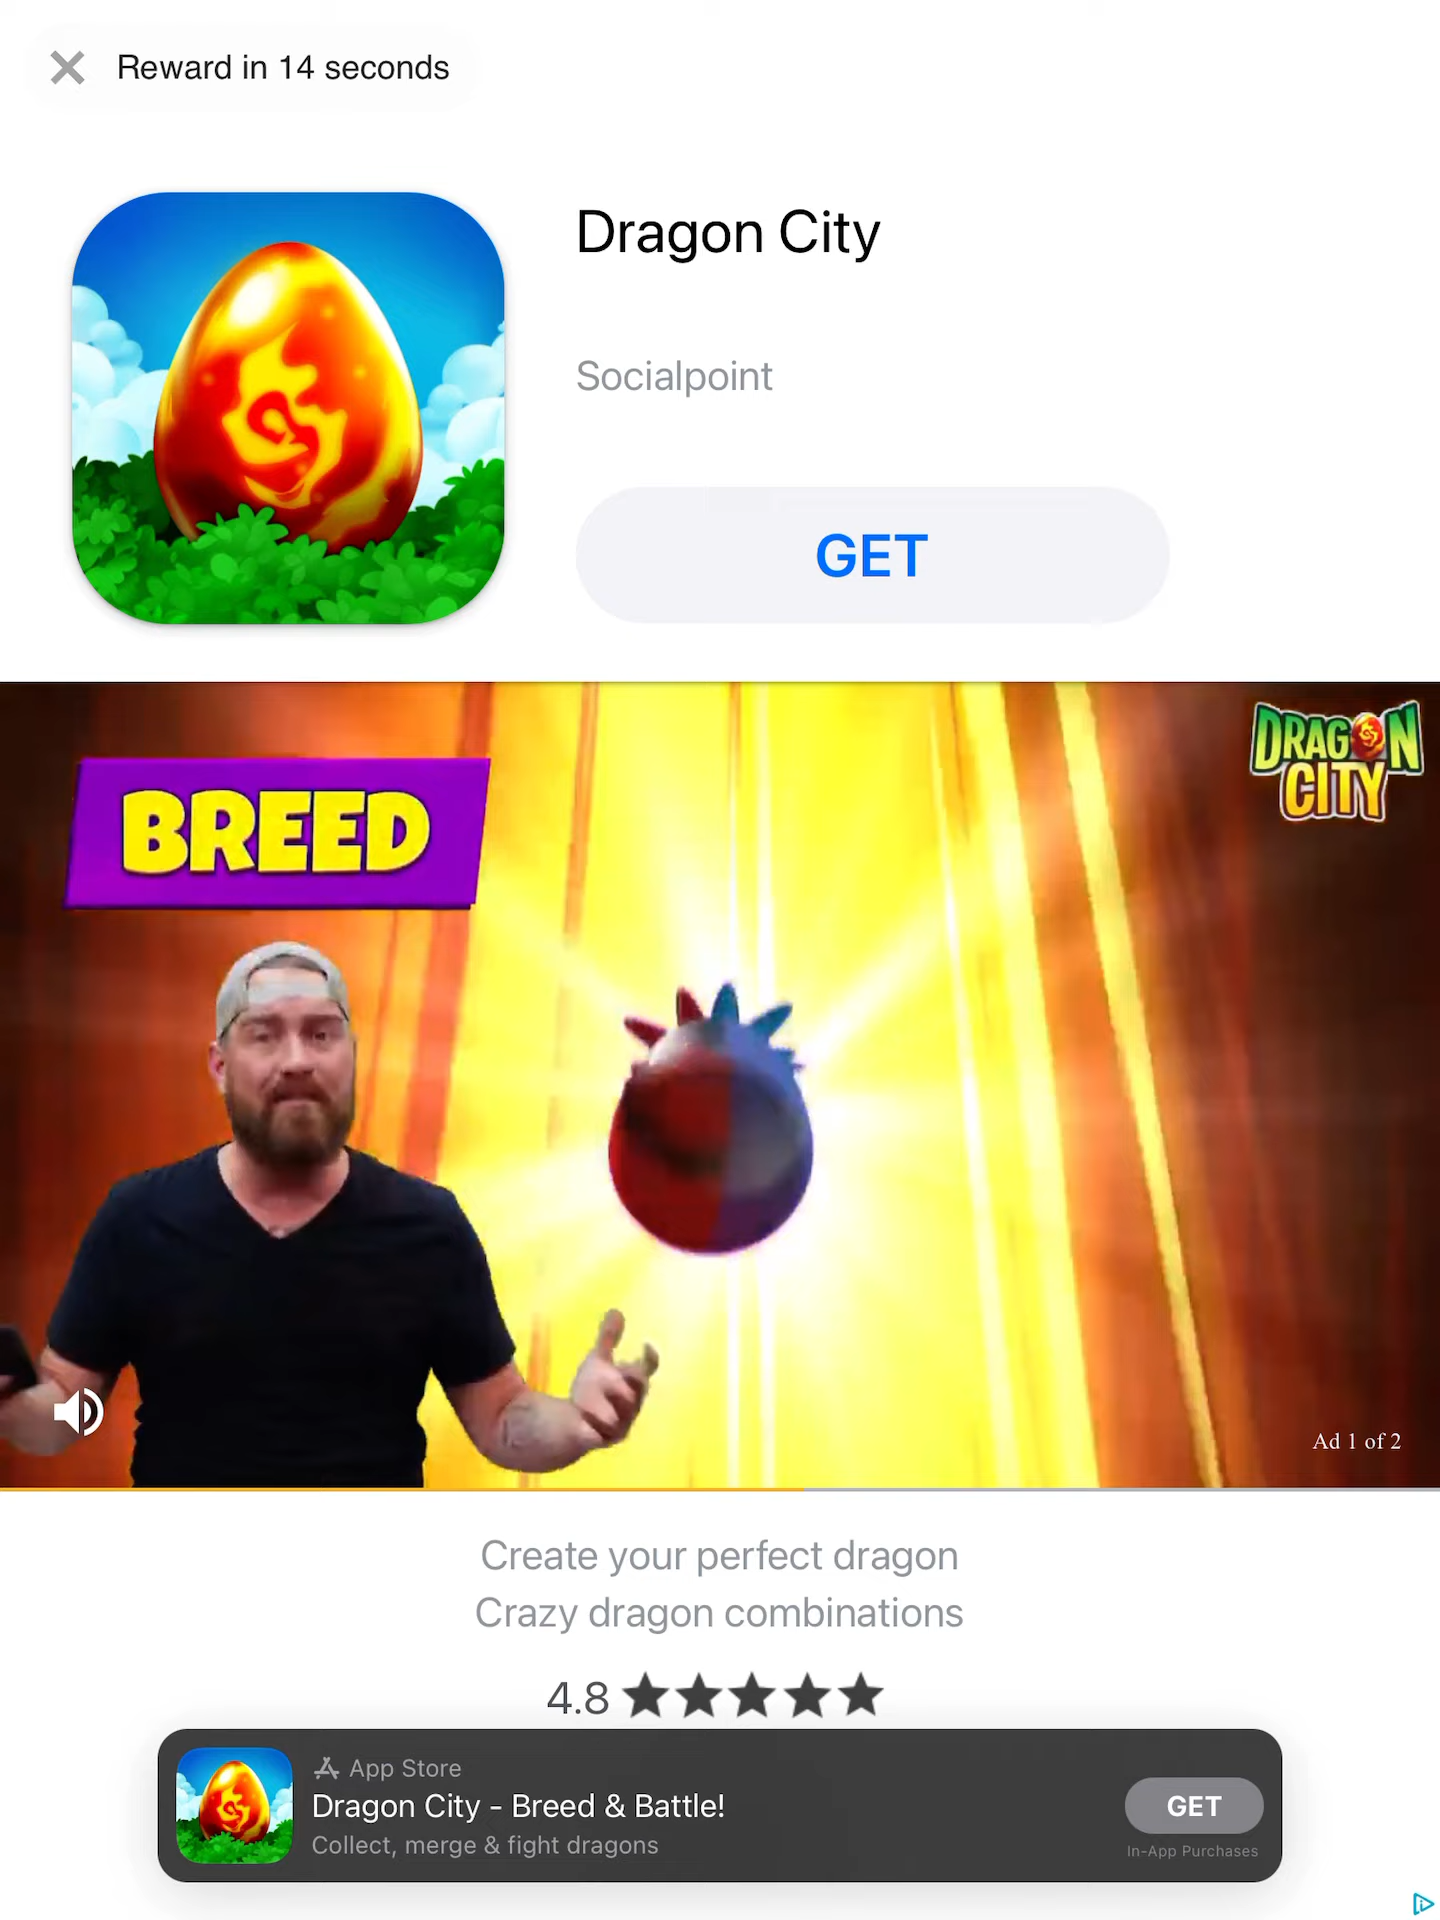 Reward in 14 seconds
Dragon City
Socialpoint
GET
DRAGON
CITY
BREED
Ad 1 of 2
Create your perfect dragon
Crazy dragon combinations
4.8
App Store
Dragon City - Breed & Battle!
Collect, merge & fight dragons
GET
In-App Purchases